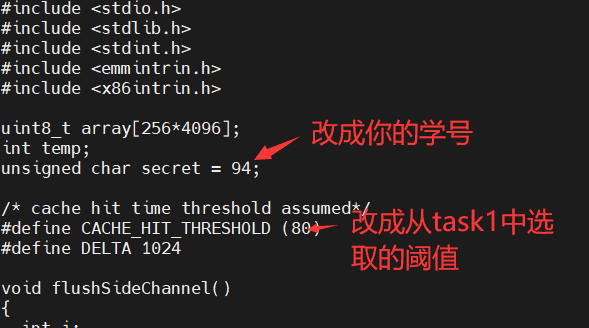 #include <stdio.h>
#include <stdlib.h>
#include <stdint.h>
#include <emmintrin.h>
#include <x86intrin.h>
uint8_t array[256*4096];
改成你的学号
int temp;
unsigned char secret = 94;
/* cache hit time threshold assumed*/
#define CACHE_HIT_THRESHOLD (80)
改成从task1中选
取的阈值
#define DELTA 1024
void flushSideChannel()
{
int i;